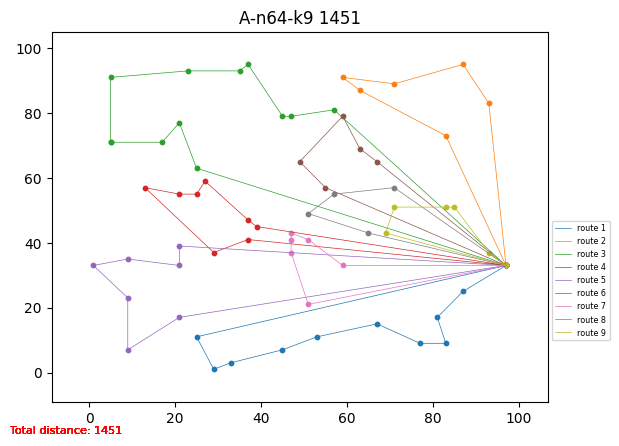 A-n64-k9 1451
100
80
60
40
20
0
0 20 40 60 80 100
route 1
route 2
route 3
route 4
route 5
route 6
route 7
route 8
route 9
Total distance: 1451